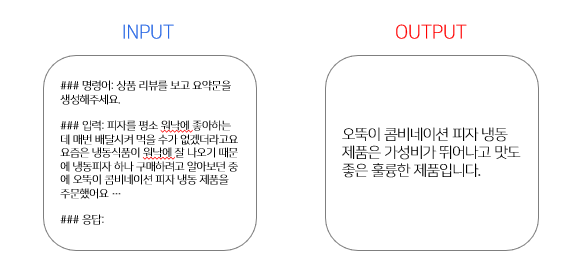 INPUT
### 명령어: 상품 리뷰를 보고 요약문을
생성해주세요.
### 입력: 피자를 평소 워낙에 좋아하는
데 매번 배달시켜 먹을 수가 없겠더라고요
요즘은 냉동식품이 워낙에 잘 나오기 때문
에 냉동피자 하나 구매하려고 알아보던 중
에 오뚝이 콤비네이션 피자 냉동 제품을
주문했어요 …
### 응답:
OUTPUT
오뚝이 콤비네이션 피자 냉동
제품은 가성비가 뛰어나고 맛도
좋은 훌륭한 제품입니다.